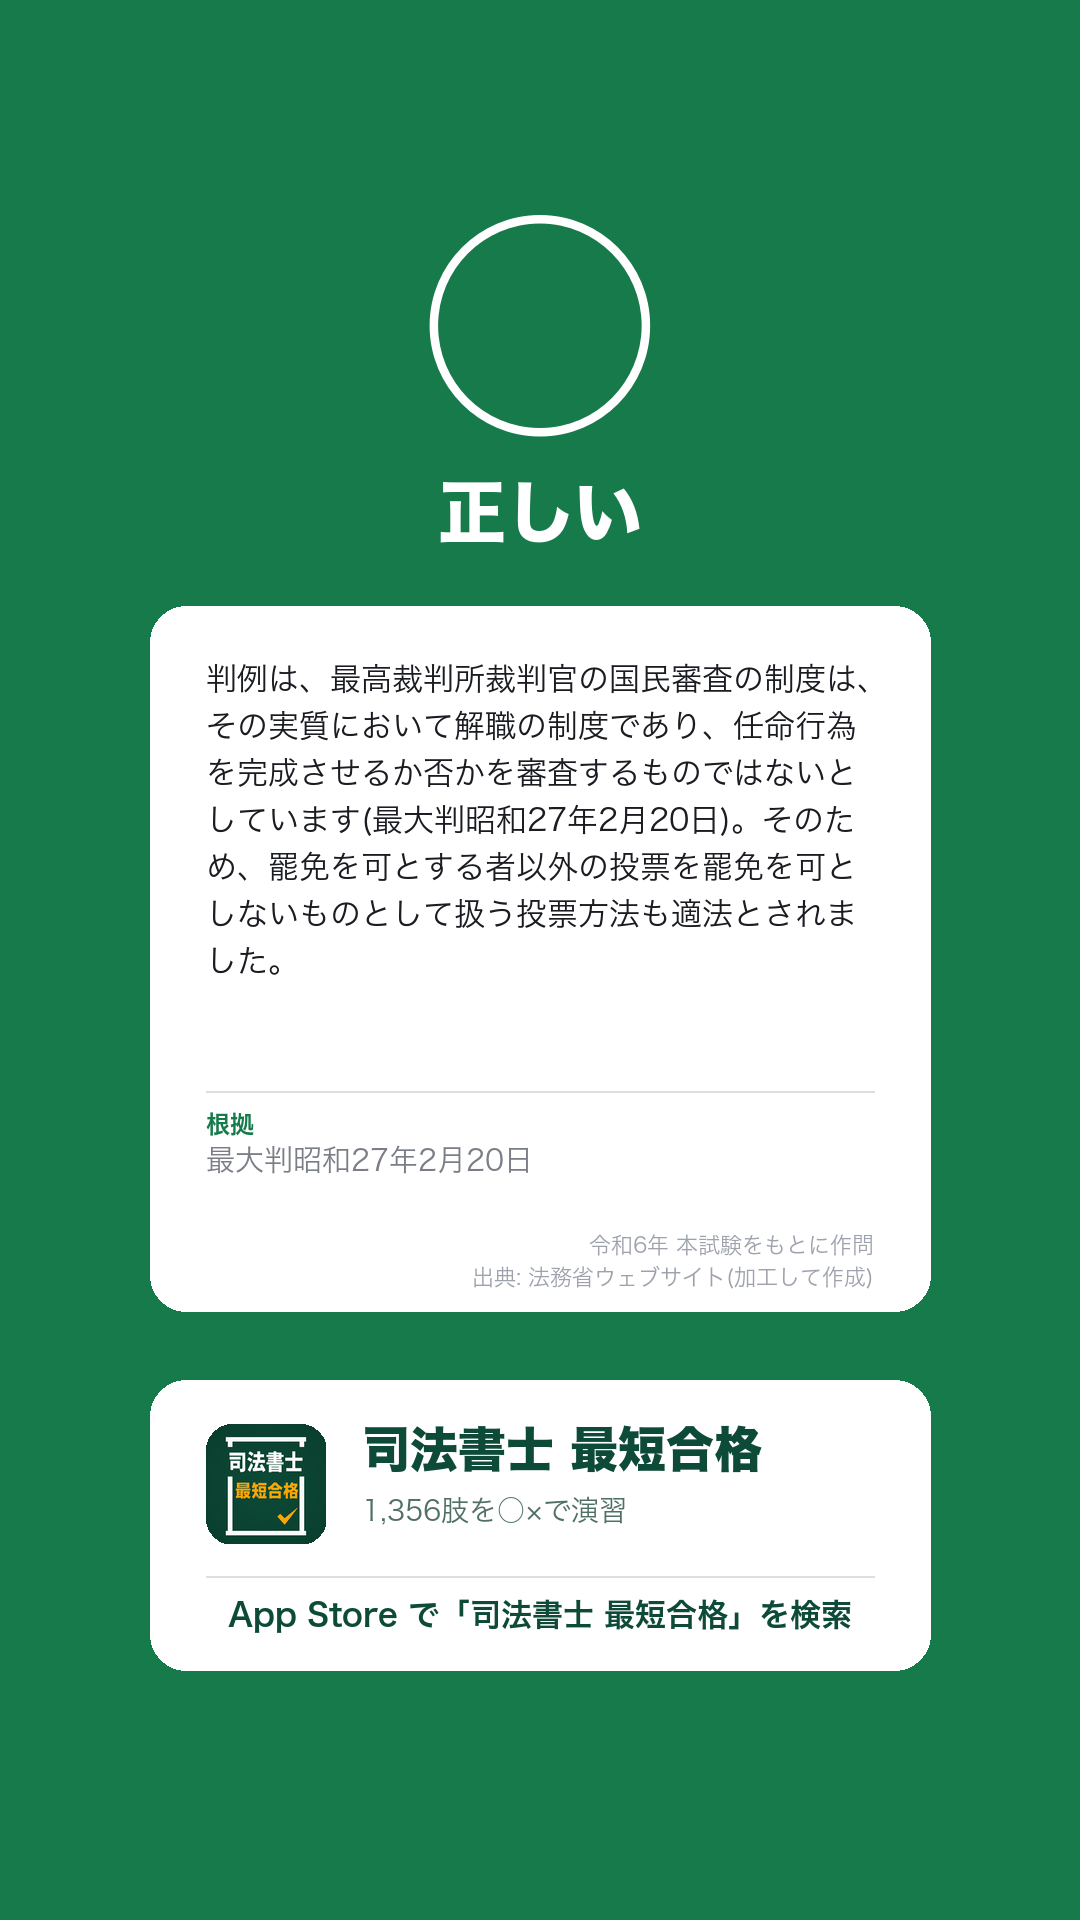 正しい
判例は、最高裁判所裁判官の国民審査の制度は、
その実質において解職の制度であり、任命行為
を完成させるか否かを審査するものではないと
しています(最大判昭和27年2月20日)。そのた
め、罷免を可とする者以外の投票を罷免を可と
しないものとして扱う投票方法も適法とされま
した。
根拠
最大判昭和27年2月20日
令和6年 本試験をもとに作問
出典: 法務省ウェブサイト(加工して作成)
司法書士
最短合格
司法書士 最短合格
1,356肢を○×で演習
App Store で「司法書士 最短合格」を検索